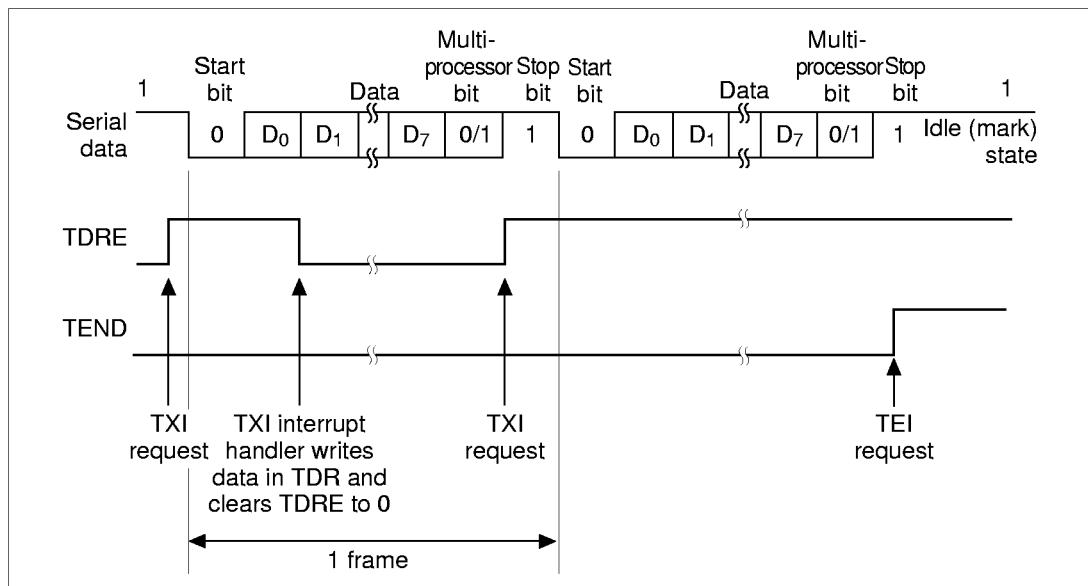 Multi- Multi-
Start processor Stop Start processor Stop
1 bit Data bit bit bit Data bit bit 1
Serial data 0 D0 D1 D7 0/1 1 0 D0 D1 D7 0/1 1 Idle (mark) state
TDRE
TEND
TXI request
TXI interrupt
handler writes
data in TDR and
clears TDRE to 0
TXI request
TEI request
1 frame